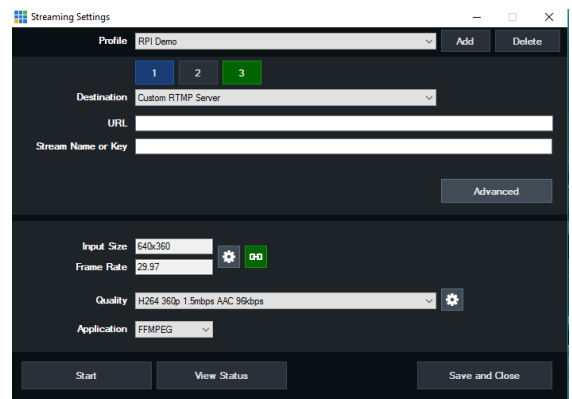 Streaming Settings
Profile RPI Demo Add Delete
1 2 3
Destination Custom RTMP Server
URL
Stream Name or Key
Advanced
Input Size 640x360
Frame Rate 29.97
Quality H264 360p 1.5mbps AAC 96kbps
Application FFMPEG
Start View Status Save and Close